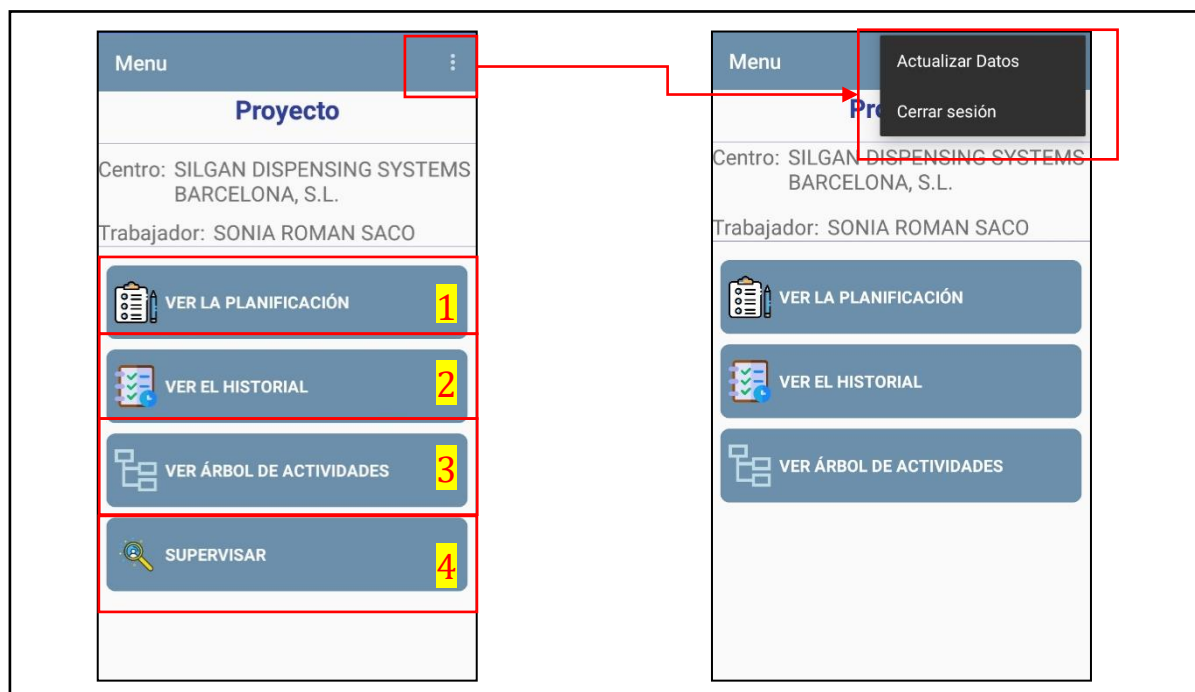 Menu
Proyecto
Centro: SILGAN DISPENSING SYSTEMS
BARCELONA, S.L.
Trabajador: SONIA ROMAN SACO
VER LA PLANIFICACIÓN 1
VER EL HISTORIAL 2
VER ÁRBOL DE ACTIVIDADES 3
SUPERVISAR 4
Menu
Actualizar Datos
Pro
Cerrar sesión
Centro: SILGAN DISPENSING SYSTEMS
BARCELONA, S.L.
Trabajador: SONIA ROMAN SACO
VER LA PLANIFICACIÓN
VER EL HISTORIAL
VER ÁRBOL DE ACTIVIDADES